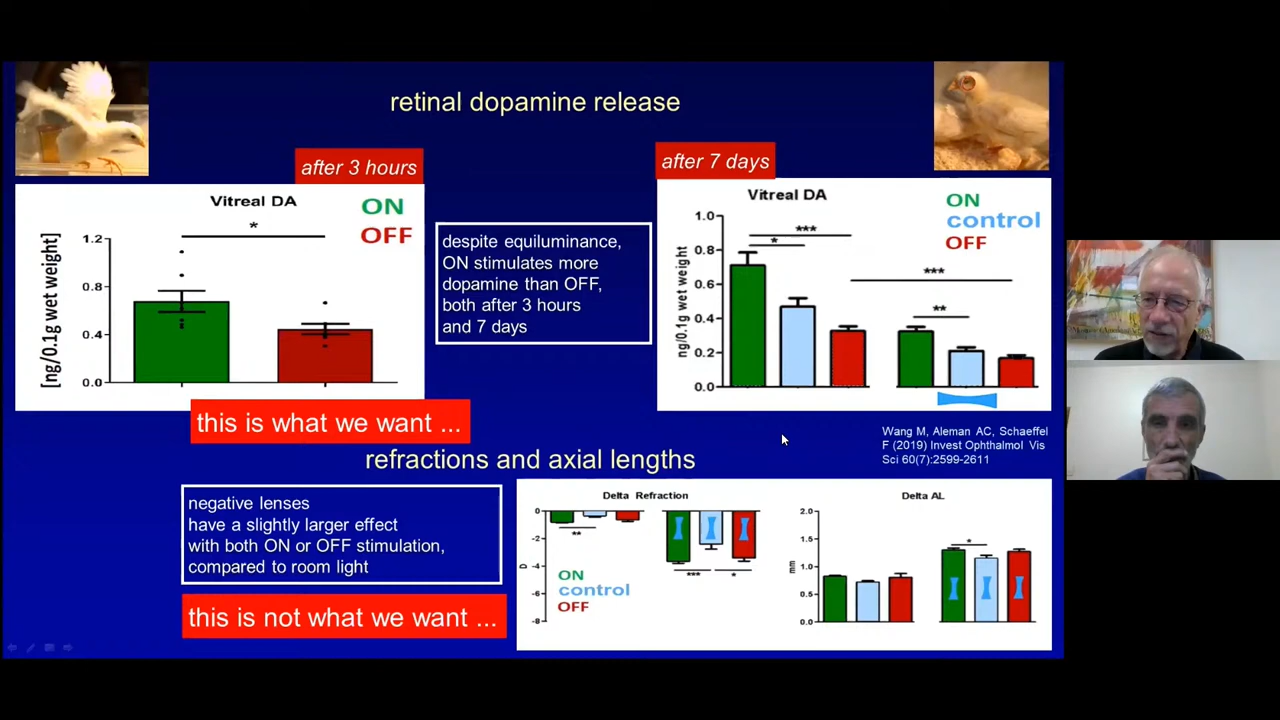 retinal dopamine release
after 3 hours
Vitreal DA
ON
OFF
*
[ng/0.1g wet weight]
1.2
0.8
0.4
0.0
despite equiluminance,
ON stimulates more
dopamine than OFF,
both after 3 hours
and 7 days
after 7 days
Vitreal DA
ON
control
OFF
ng/0.1g wet weight
1.0
0.8
0.6
0.4
0.2
0.0
***
*
***
**
this is what we want ...
Wang M, Aleman AC, Schaeffel
F (2019) Invest Ophthalmol Vis
Sci 60(7):2599-2611
refractions and axial lengths
negative lenses
have a slightly larger effect
with both ON or OFF stimulation,
compared to room light
this is not what we want ...
Delta Refraction
D
0
-2
-4
-6
-8
**
***
*
ON
control
OFF
Delta AL
mm
2.0
1.5
1.0
0.5
0.0
*